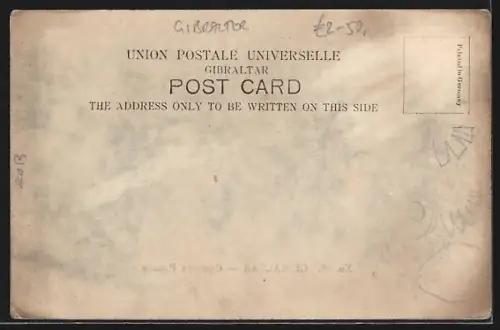 GIBRALTOR £2-50.
UNION POSTALE UNIVERSELLE
GIBRALTAR
POST CARD
THE ADDRESS ONLY TO BE WRITTEN ON THIS SIDE
Printed in Germany